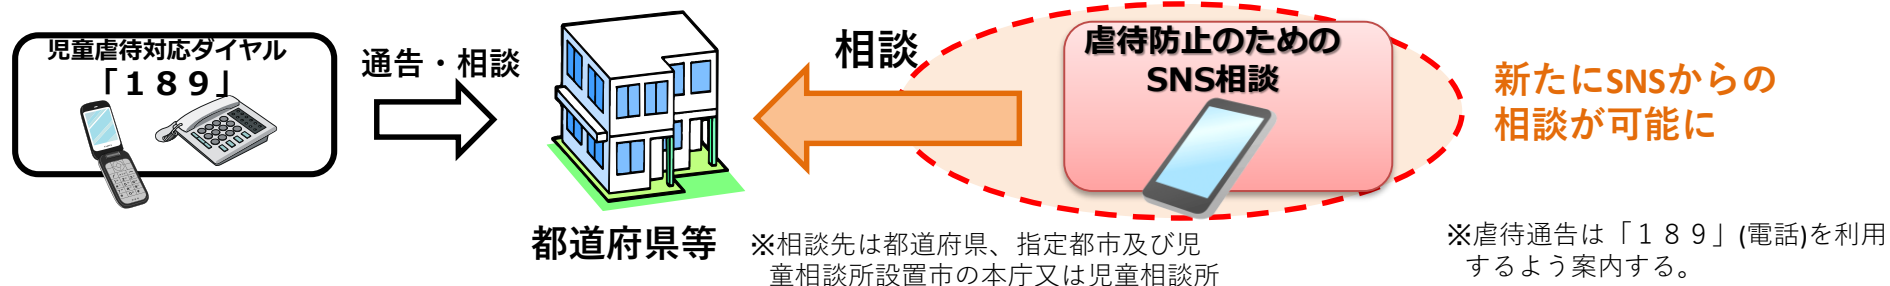 児童虐待対応ダイヤル
「１８９」
通告・相談
都道府県等
相談
虐待防止のための
SNS相談
新たにSNSからの
相談が可能に
※相談先は都道府県、指定都市及び児
童相談所設置市の本庁又は児童相談所
※虐待通告は「１８９」(電話)を利用
するよう案内する。